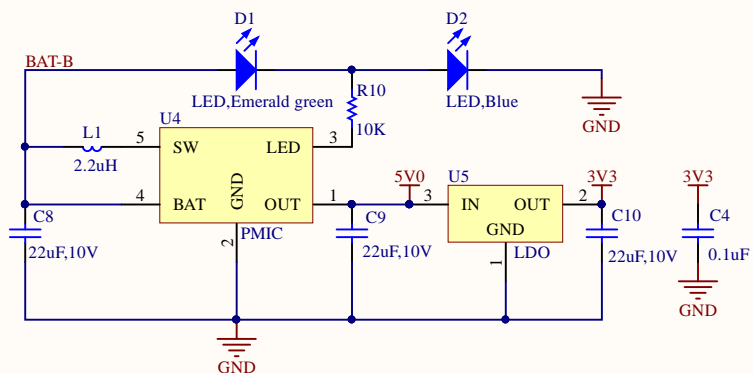 D1
D2
BAT-B
LED,Emerald green
R10
LED,Blue
10K
GND
L1
2.2uH
U4
5
SW
LED
3
4
BAT
GND
OUT
1
2
PMIC
5V0
U5
3
IN
OUT
2
GND
1
LDO
3V3
3V3
C8
22uF,10V
C9
22uF,10V
C10
22uF,10V
C4
0.1uF
GND
GND